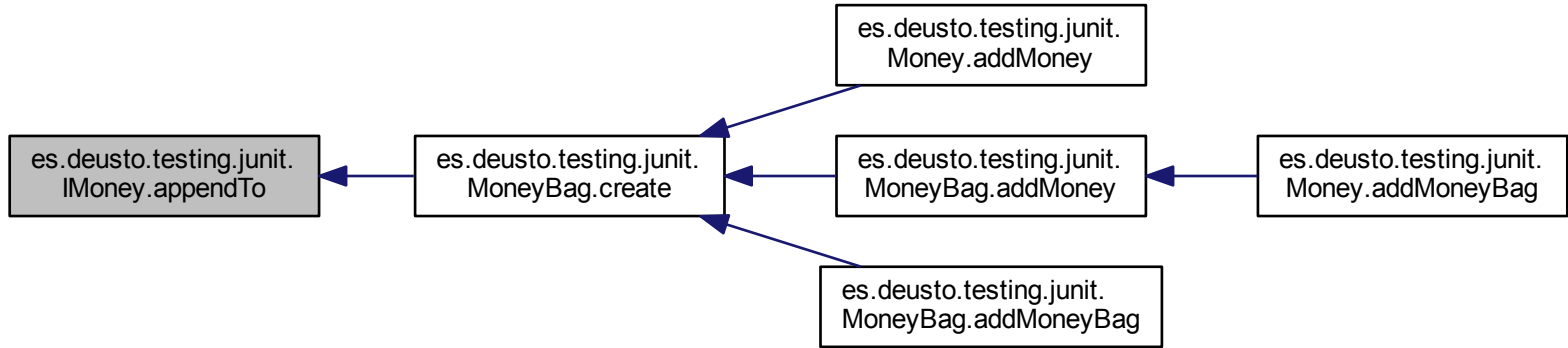 es.deusto.testing.junit.
IMoney.appendTo
es.deusto.testing.junit.
MoneyBag.create
es.deusto.testing.junit.
Money.addMoney
es.deusto.testing.junit.
MoneyBag.addMoney
es.deusto.testing.junit.
Money.addMoneyBag
es.deusto.testing.junit.
MoneyBag.addMoneyBag